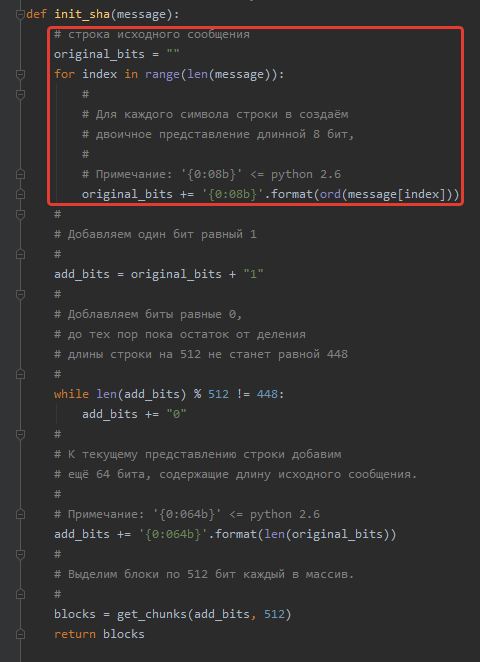 def init_sha(message):
    # строка исходного сообщения
    original_bits = ""
    for index in range(len(message)):
        #
        # Для каждого символа строки в создаём
        # двоичное представление длинной 8 бит,
        #
        # Примечание: '{0:08b}' <= python 2.6
        original_bits += '{0:08b}'.format(ord(message[index]))
    #
    # Добавляем один бит равный 1
    #
    add_bits = original_bits + "1"
    #
    # Доблавляем биты равные 0,
    # до тех пор пока остаток от деления
    # длины строки на 512 не станет равной 448
    #
    while len(add_bits) % 512 != 448:
        add_bits += "0"
    #
    # К текущему представлению строки добавим
    # ещё 64 бита, содержащие длину исходного сообщения.
    #
    # Примечание: '{0:064b}' <= python 2.6
    add_bits += '{0:064b}'.format(len(original_bits))
    #
    # Выделим блоки по 512 бит каждый в массив.
    #
    blocks = get_chunks(add_bits, 512)
    return blocks